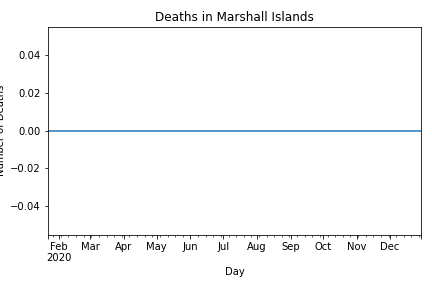 Deaths in Marshall Islands
Number of Deaths
0.04
0.02
0.00
−0.02
−0.04
Feb Mar Apr May Jun Jul Aug Sep Oct Nov Dec
2020
Day